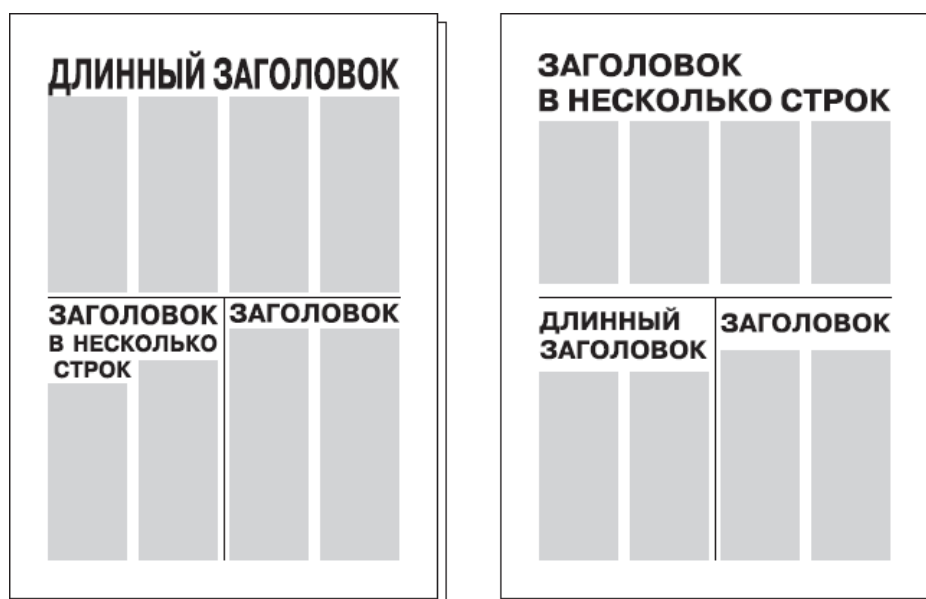 ДЛИННЫЙ ЗАГОЛОВОК
ЗАГОЛОВОК
В НЕСКОЛЬКО
СТРОК
ЗАГОЛОВОК
ЗАГОЛОВОК
В НЕСКОЛЬКО СТРОК
ДЛИННЫЙ
ЗАГОЛОВОК
ЗАГОЛОВОК